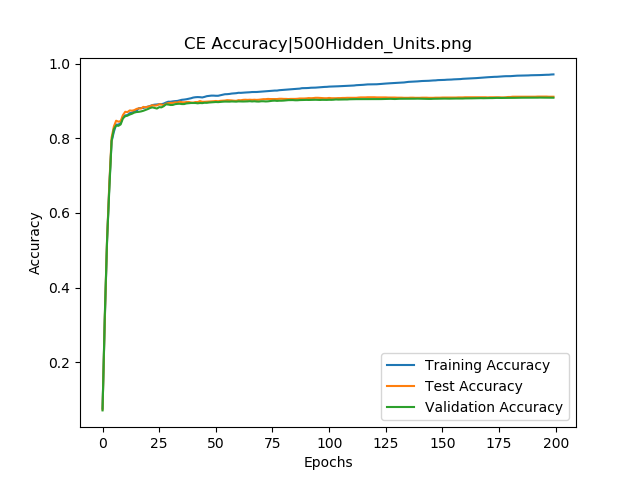 CE Accuracy|500Hidden_Units.png
1.0
0.8
0.6
0.4
0.2
Accuracy
0 25 50 75 100 125 150 175 200
Epochs
Training Accuracy
Test Accuracy
Validation Accuracy